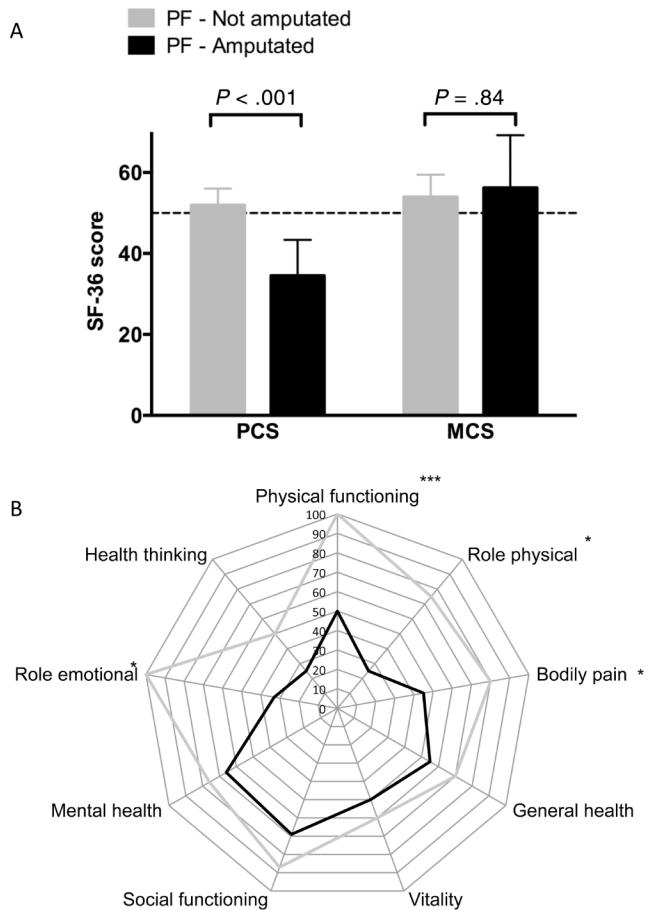 A
PF - Not amputated
PF - Amputated
P < .001
P = .84
SF-36 score
60
40
20
0
PCS
MCS
B
Physical functioning ***
Health thinking
Role physical *
Role emotional *
Bodily pain *
Mental health
General health
Social functioning
Vitality
100
90
80
70
60
50
40
30
20
10
0